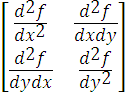 [ d²f/dx²  d²f/dxdy ]
[ d²f/dydx  d²f/dy² ]